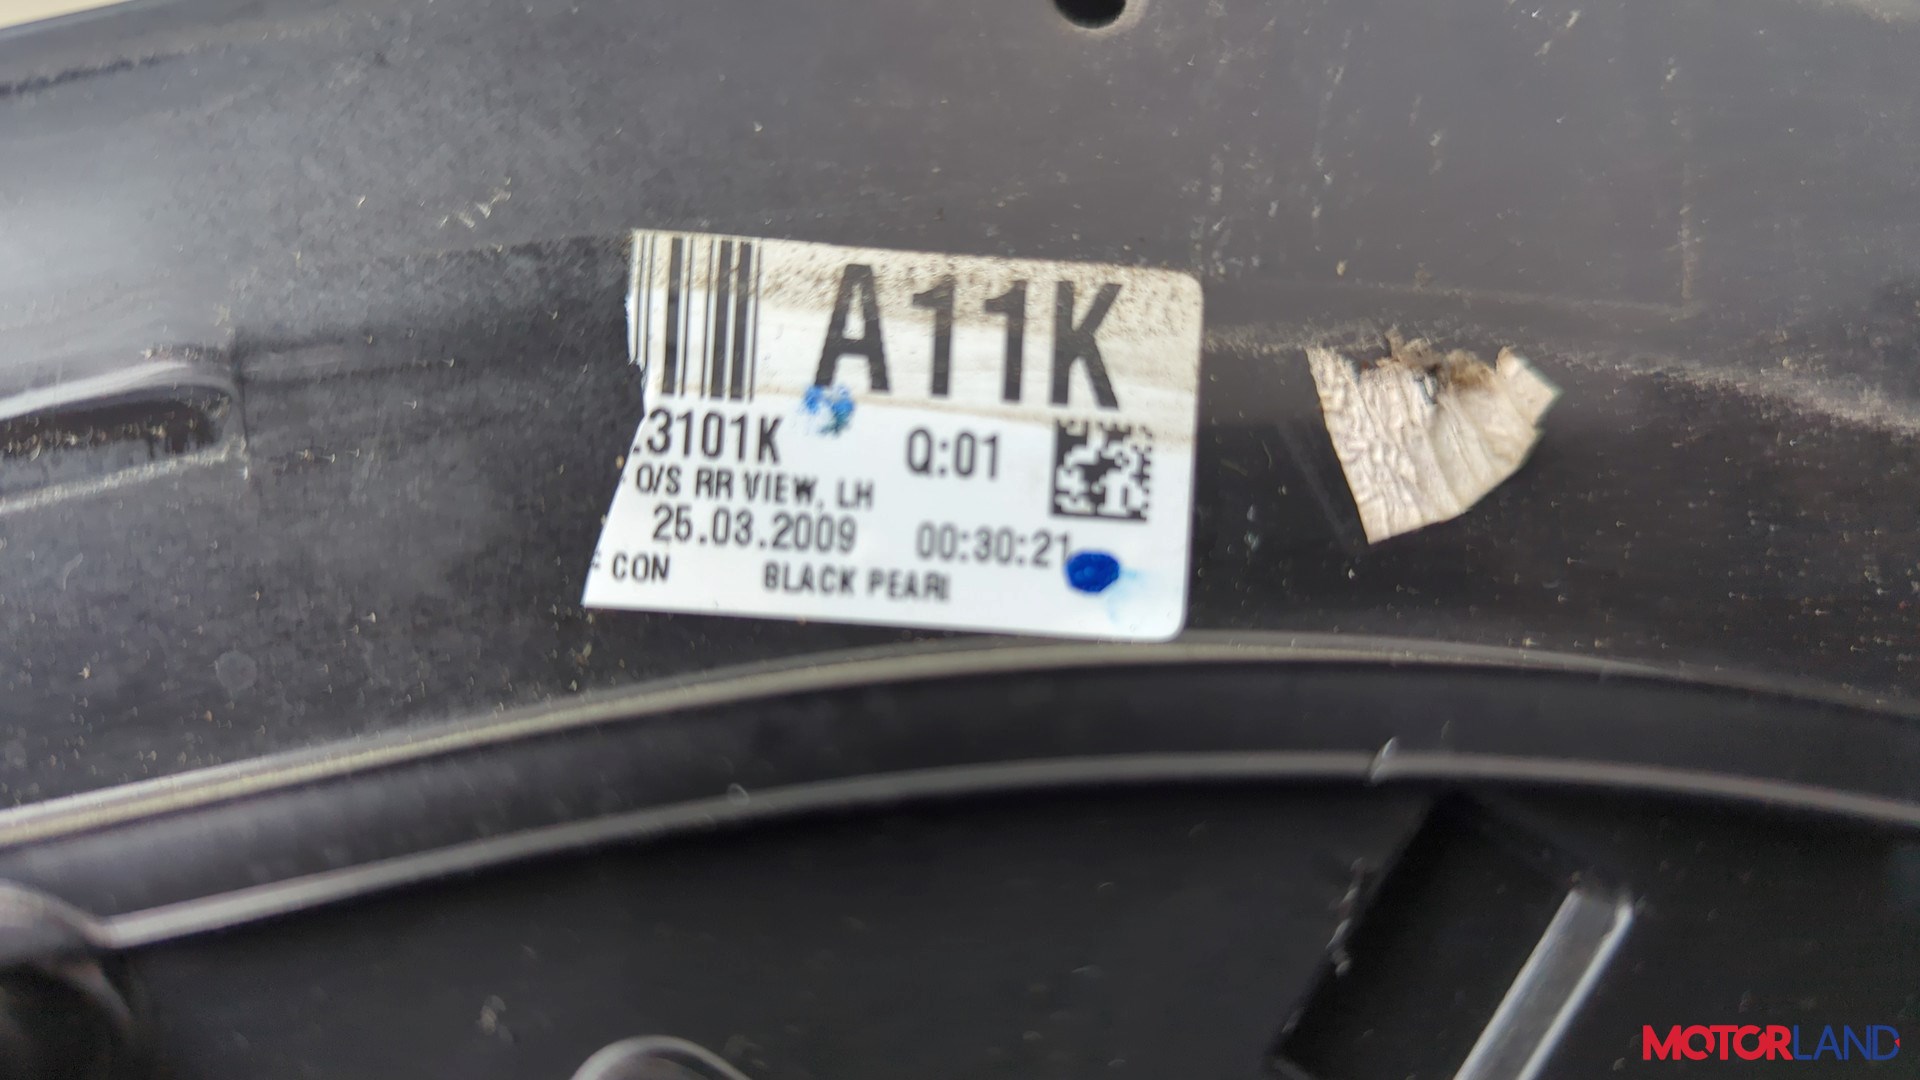 A11K
.3101K Q:01
O/S RR VIEW, LH
25.03.2009 00:30:21
CON BLACK PEARL
MOTORLAND